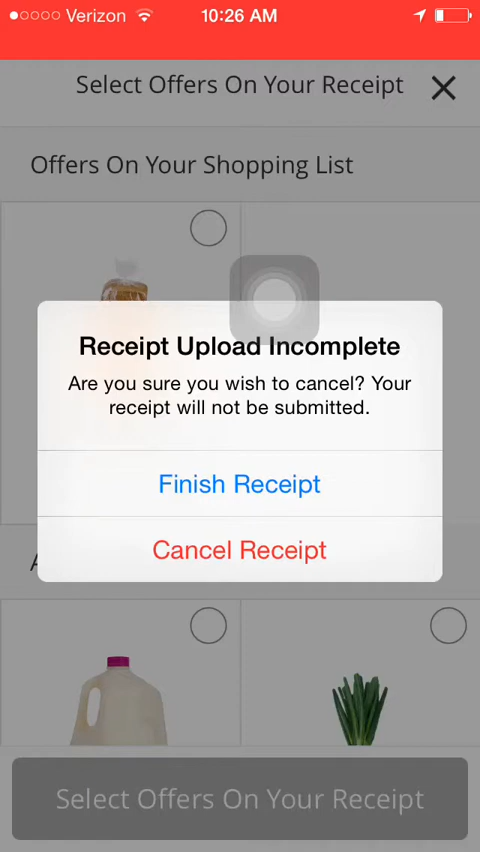 Verizon 10:26 AM
Select Offers On Your Receipt
Offers On Your Shopping List
Receipt Upload Incomplete
Are you sure you wish to cancel? Your
receipt will not be submitted.
Finish Receipt
Cancel Receipt
Select Offers On Your Receipt